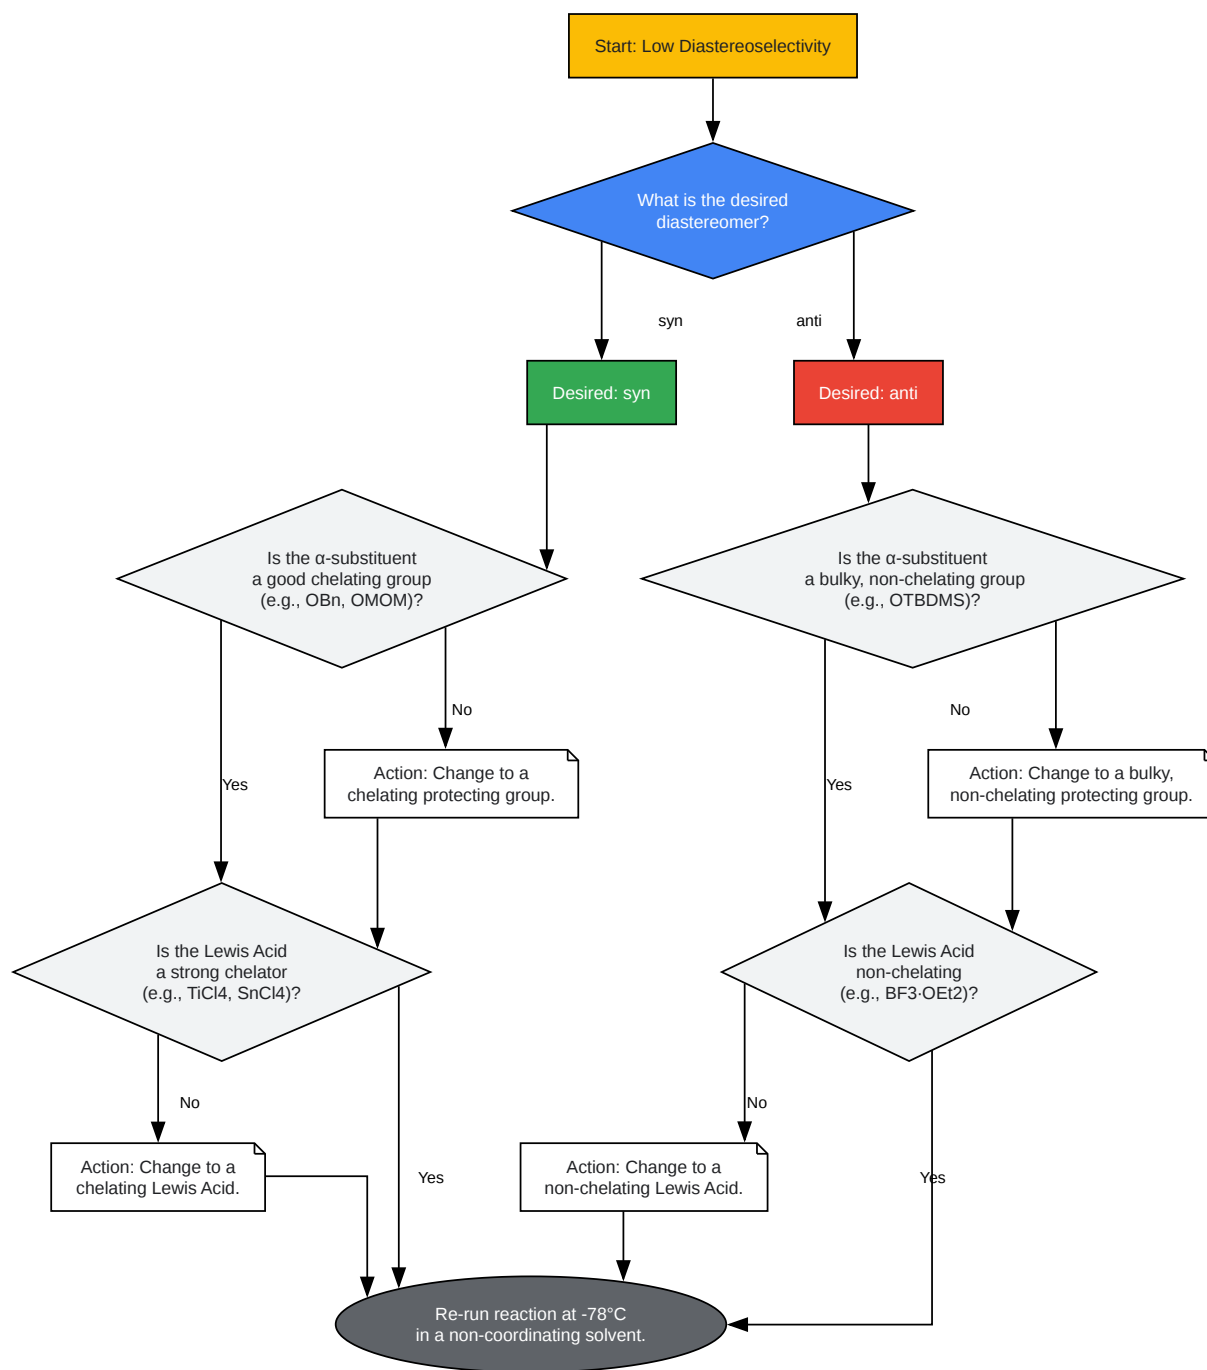 Start: Low Diastereoselectivity
What is the desired
diastereomer?
syn
anti
Desired: syn
Desired: anti
Is the α-substituent
a good chelating group
(e.g., OBn, OMOM)?
Is the α-substituent
a bulky, non-chelating group
(e.g., OTBDMS)?
No
No
Action: Change to a
chelating protecting group.
Action: Change to a bulky,
non-chelating protecting group.
Yes
Yes
Is the Lewis Acid
a strong chelator
(e.g., TiCl4, SnCl4)?
Is the Lewis Acid
non-chelating
(e.g., BF3·OEt2)?
No
No
Action: Change to a
chelating Lewis Acid.
Yes
Action: Change to a
non-chelating Lewis Acid.
Yes
Re-run reaction at -78°C
in a non-coordinating solvent.